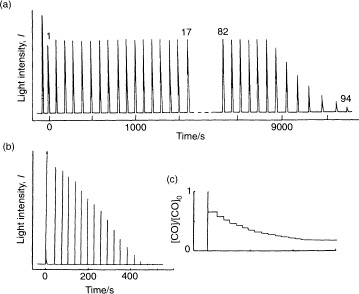 (a)
Light intensity, I
1
17
82
94
0
1000
9000
Time/s
(b)
Light intensity, I
0
200
400
Time/s
(c)
[CO]/[CO]0
1
0